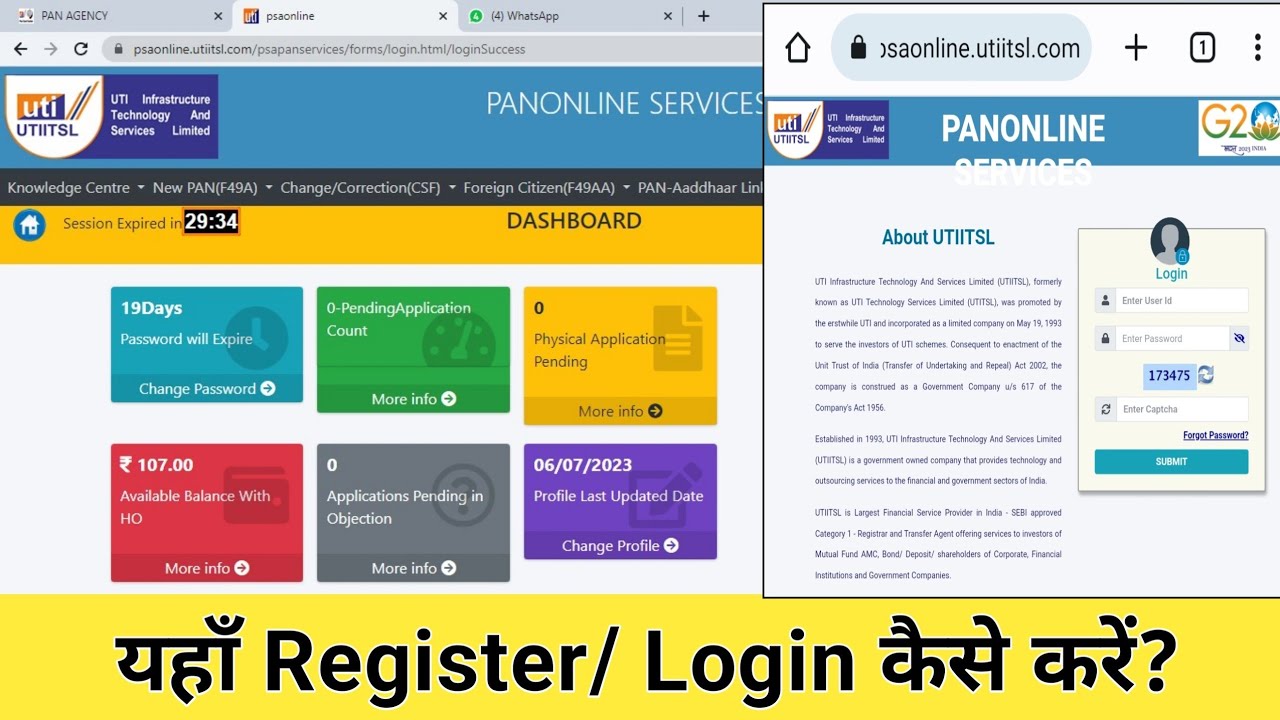 PAN AGENCY
psaonline
(4) WhatsApp
psaonline.utiitsl.com/psapanservices/forms/login.html/loginSuccess
uti
UTIITSL
UTI Infrastructure
Technology And
Services Limited
PANONLINE SERVICES
Knowledge Centre New PAN(F49A) Change/Correction(CSF) Foreign Citizen(F49AA) PAN-Aaddhaar Link
Session Expired in 29:34
DASHBOARD
19Days
Password will Expire
Change Password
0-PendingApplication
Count
More info
0
Physical Application
Pending
More info
₹ 107.00
Available Balance With
HO
More info
0
Applications Pending in
Objection
More info
06/07/2023
Profile Last Updated Date
Change Profile
psaonline.utiitsl.com
1
uti
UTIITSL
UTI Infrastructure
Technology And
Services Limited
PANONLINE
SERVICES
G20
भारत 2023 INDIA
About UTIITSL
UTI Infrastructure Technology And Services Limited (UTIITSL), formerly
known as UTI Technology Services Limited (UTIITSL), was promoted by
the erstwhile UTI and incorporated as a limited company on May 19, 1993
to serve the investors of UTI schemes. Consequent to enactment of the
Unit Trust of India (Transfer of Undertaking and Repeal) Act 2002, the
company is construed as a Government Company u/s 617 of the
Company's Act 1956.
Established in 1993, UTI Infrastructure Technology And Services Limited
(UTIITSL) is a government owned company that provides technology and
outsourcing services to the financial and government sectors of India.
UTIITSL is Largest Financial Service Provider in India - SEBI approved
Category 1 - Registrar and Transfer Agent offering services to investors of
Mutual Fund AMC, Bond/ Deposit/ shareholders of Corporate, Financial
Institutions and Government Companies.
Login
Enter User Id
Enter Password
173475
Enter Captcha
Forgot Password?
SUBMIT
यहाँ Register/ Login कैसे करें?